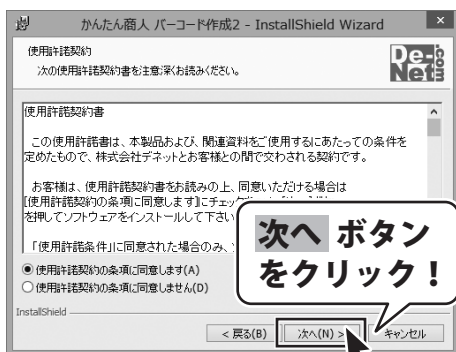 かんたん商人 バーコード作成2 - InstallShield Wizard
使用許諾契約
次の使用許諾契約書を注意深くお読みください。
De-Net.com
使用許諾契約書
この使用許諾書は、本製品および、関連資料をご使用するにあたっての条件を
定めたもので、株式会社デネットとお客様との間で交わされる契約です。
お客様は、使用許諾契約書をお読みの上、同意いただける場合は
[使用許諾契約の条項に同意します]にチェック
を押してソフトウェアをインストールして下さい
「使用許諾条件」に同意された場合のみ、
次へ ボタン
をクリック！
使用許諾契約の条項に同意します(A)
使用許諾契約の条項に同意しません(D)
InstallShield
< 戻る(B)
次へ(N) >
キャンセル